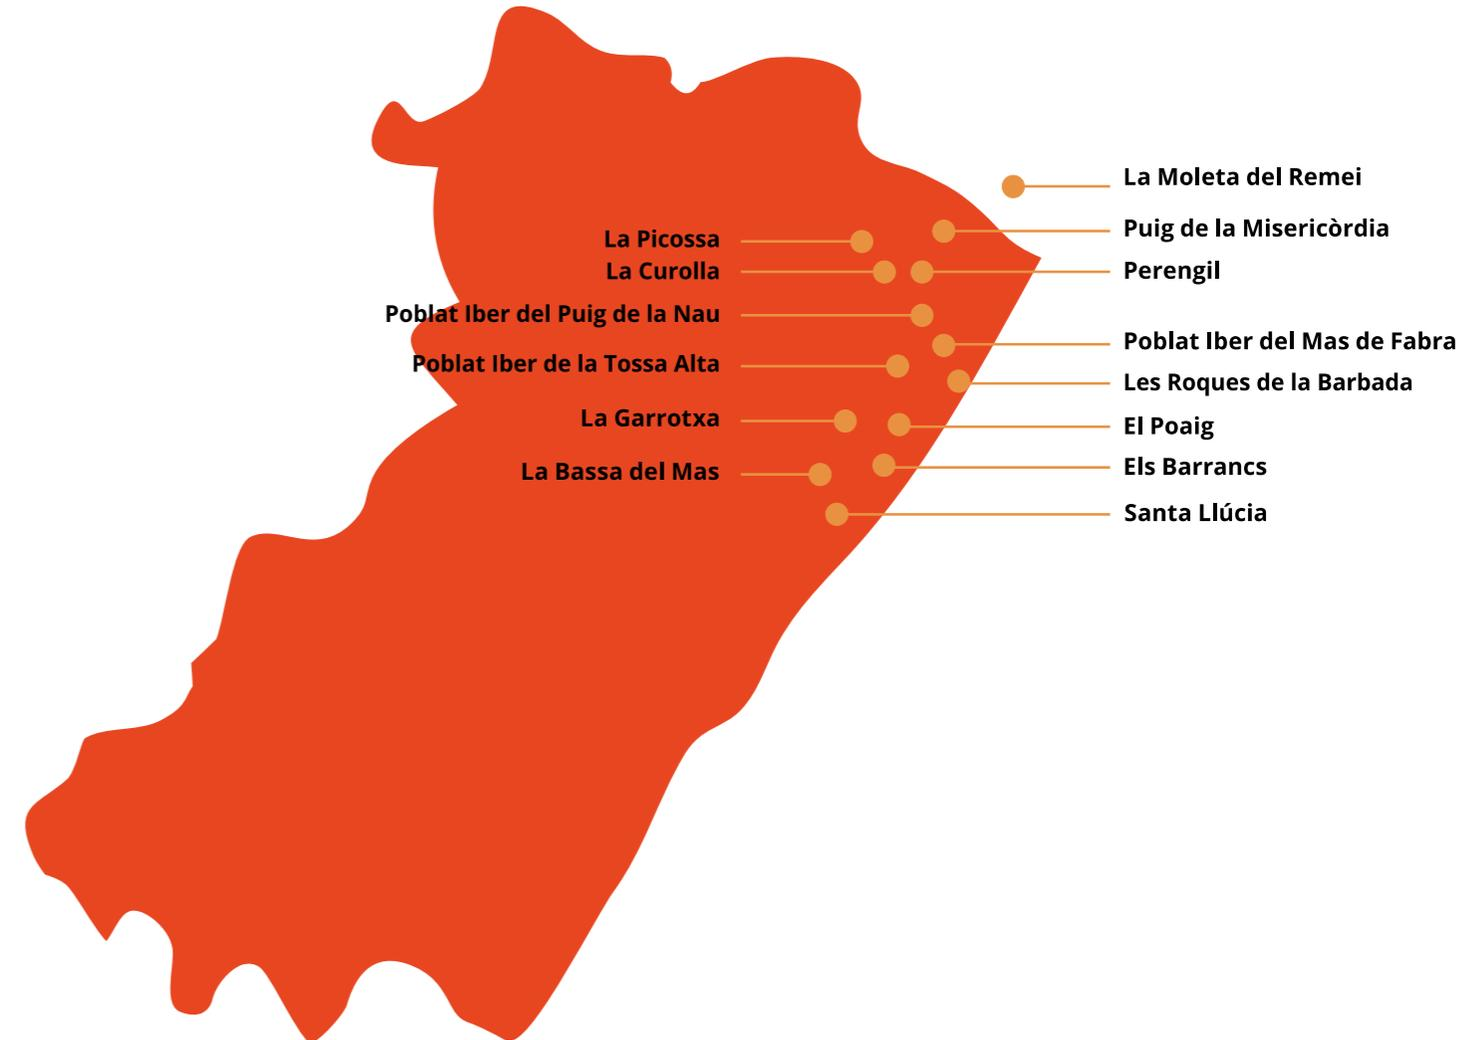 La Picossa
La Curolla
Poblat Iber del Puig de la Nau
Poblat Iber de la Tossa Alta
La Garrotxa
La Bassa del Mas
La Moleta del Remei
Puig de la Misericòrdia
Perengil
Poblat Iber del Mas de Fabra
Les Roques de la Barbada
El Poaig
Els Barrancs
Santa Llúcia